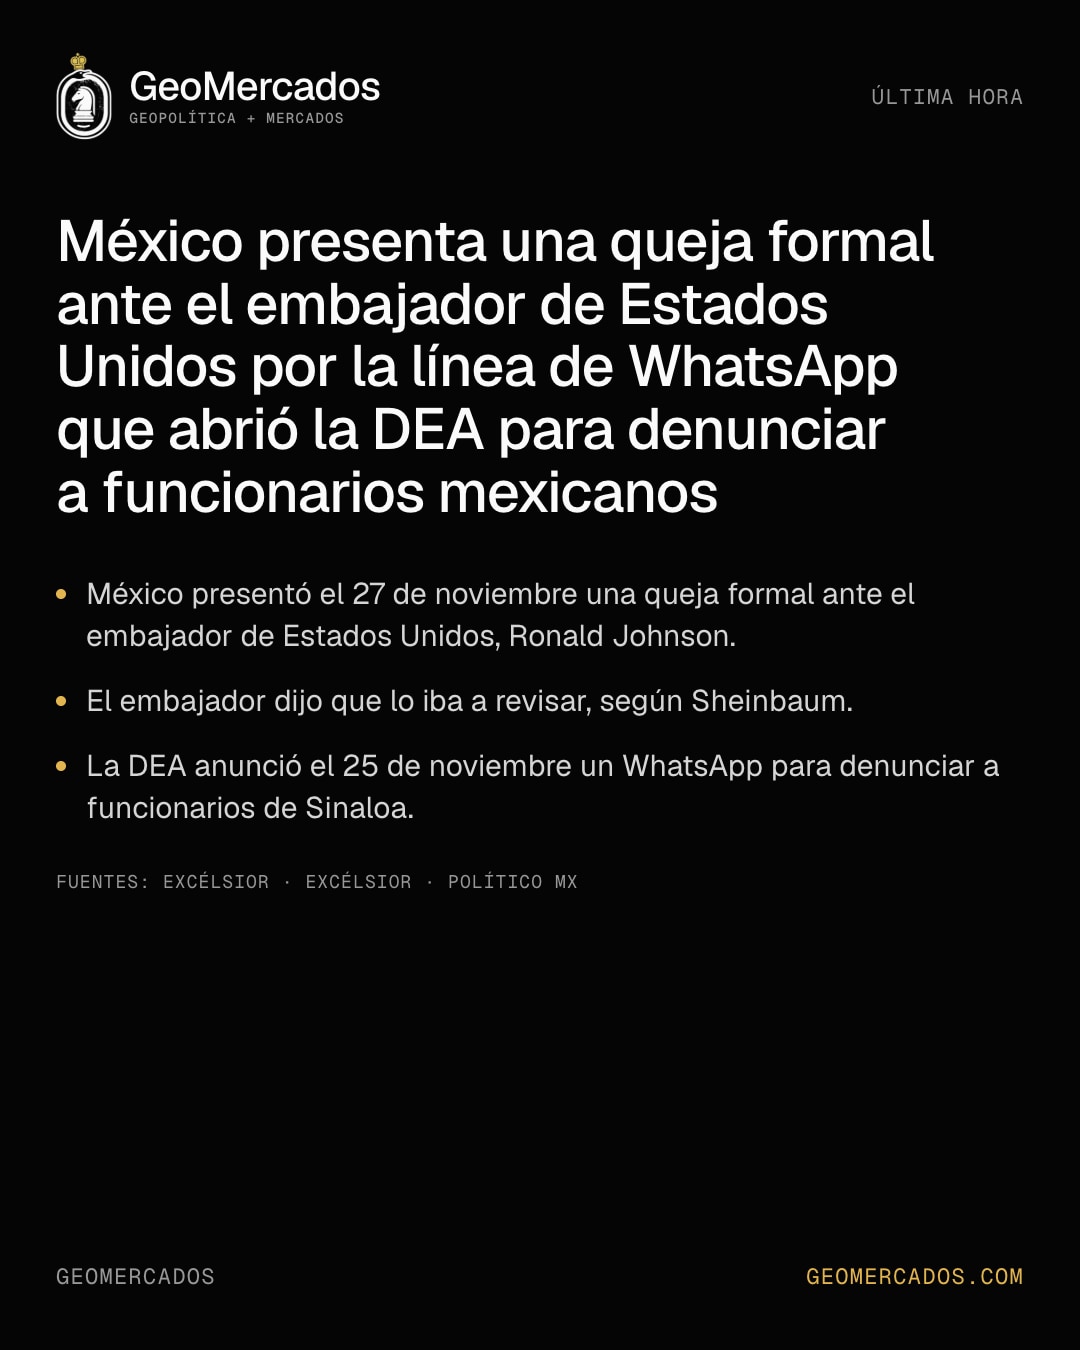 GeoMercados
GEOPOLÍTICA + MERCADOS
ÚLTIMA HORA
México presenta una queja formal
ante el embajador de Estados
Unidos por la línea de WhatsApp
que abrió la DEA para denunciar
a funcionarios mexicanos
• México presentó el 27 de noviembre una queja formal ante el
embajador de Estados Unidos, Ronald Johnson.
• El embajador dijo que lo iba a revisar, según Sheinbaum.
• La DEA anunció el 25 de noviembre un WhatsApp para denunciar a
funcionarios de Sinaloa.
FUENTES: EXCÉLSIOR · EXCÉLSIOR · POLÍTICO MX
GEOMERCADOS
GEOMERCADOS.COM